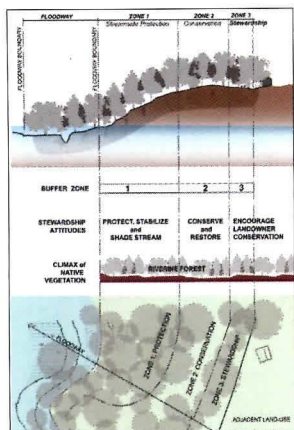 FLOODWAY
ZONE 1
ZONE 2
ZONE 3
Streamside Protection
Conservation
Stewardship
FLOODWAY BOUNDARY
FLOODWAY BOUNDARY
BUFFER ZONE
1
2
3
STEWARDSHIP
ATTITUDES
PROTECT, STABILIZE
and
SHADE STREAM
CONSERVE
and
RESTORE
ENCOURAGE
LANDOWNER
CONSERVATION
CLIMAX of
NATIVE
VEGETATION
RIVERINE FOREST
FLOODWAY
ZONE 1: PROTECTION
ZONE 2: CONSERVATION
ZONE 3: STEWARDSHIP
ADJACENT LAND-USE